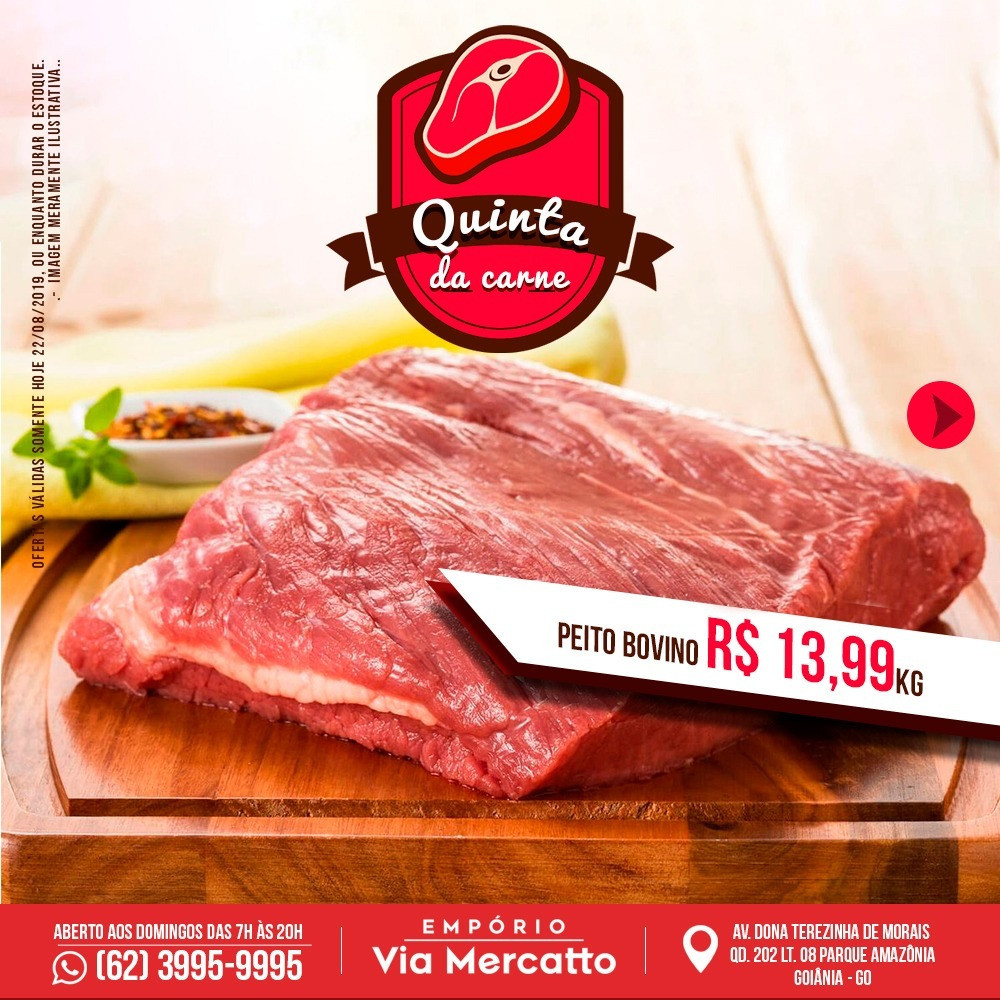 Quinta
da carne
OFERTAS VÁLIDAS SOMENTE HOJE 22/08/2019, OU ENQUANTO DURAR O ESTOQUE.
.- IMAGEM MERAMENTE ILUSTRATIVA..
PEITO BOVINO R$ 13,99KG
ABERTO AOS DOMINGOS DAS 7H ÀS 20H
(62) 3995-9995
EMPÓRIO
Via Mercatto
AV. DONA TEREZINHA DE MORAIS
QD. 202 LT. 08 PARQUE AMAZÔNIA
GOIÂNIA - GO